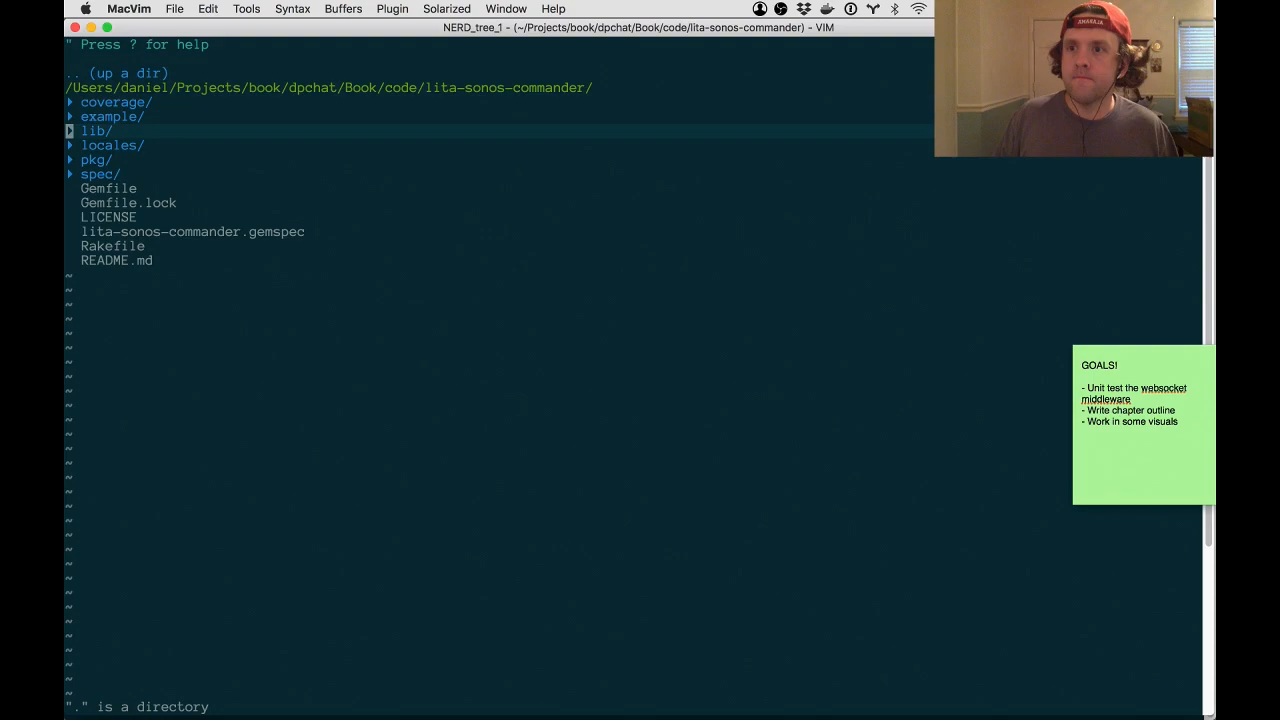 MacVim File Edit Tools Syntax Buffers Plugin Solarized Window Help
NERD_tree_1 - (~/Projects/book/dpchat/Book/code/lita-sonos-commander) - VIM
" Press ? for help
.. (up a dir)
/Users/daniel/Projects/book/dpchat/Book/code/lita-sonos-commander/
coverage/
example/
lib/
locales/
pkg/
spec/
Gemfile
Gemfile.lock
LICENSE
lita-sonos-commander.gemspec
Rakefile
README.md
GOALS!
- Unit test the websocket
middleware
- Write chapter outline
- Work in some visuals
"." is a directory